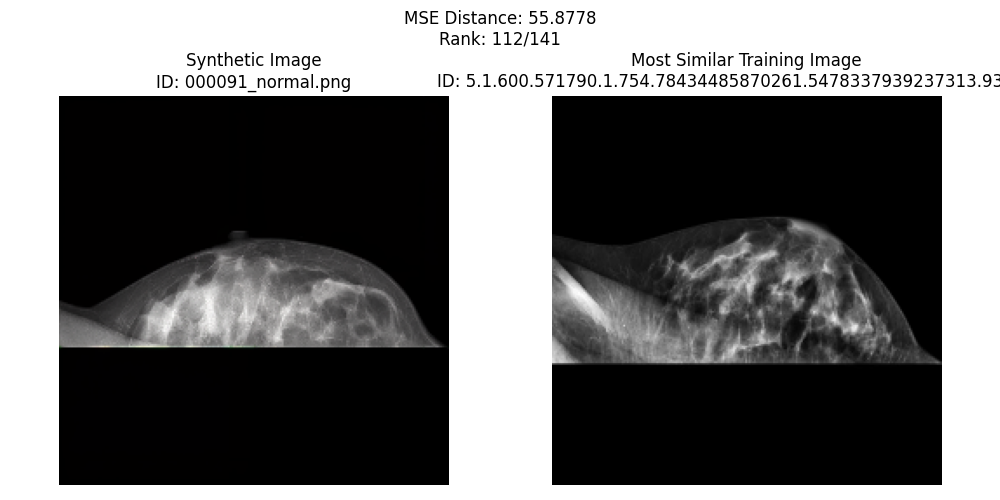 MSE Distance: 55.8778
Rank: 112/141
Synthetic Image
ID: 000091_normal.png
Most Similar Training Image
ID: 5.1.600.571790.1.754.78434485870261.5478337939237313.93